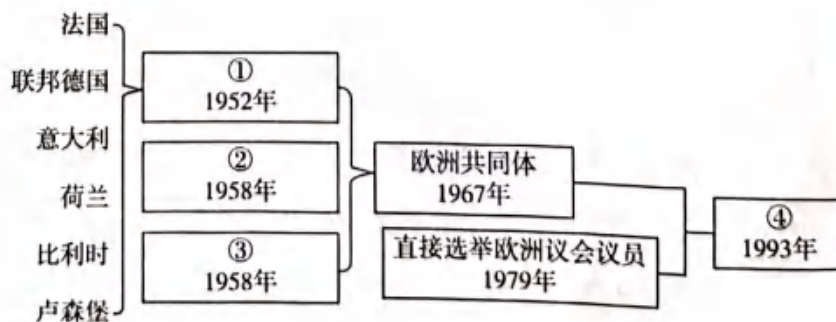 法国
联邦德国
意大利
荷兰
比利时
卢森堡
①
1952年
②
1958年
③
1958年
欧洲共同体
1967年
直接选举欧洲议会议员
1979年
④
1993年